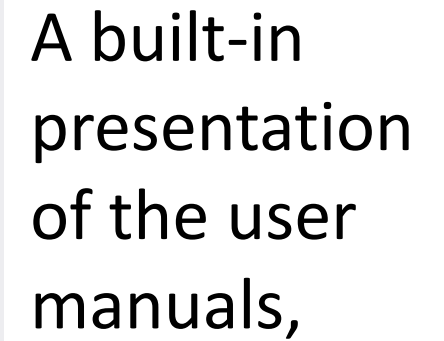 A built-in
presentation
of the user
manuals,